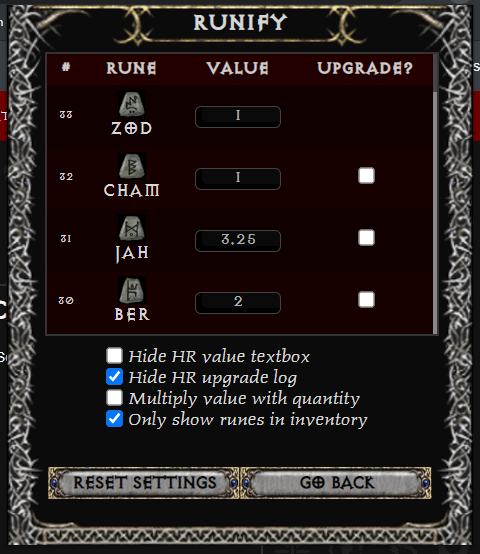 RUNIFY
# RUNE VALUE UPGRADE?
33 ZOD 1
32 CHAM 1
31 JAH 3.25
30 BER 2
Hide HR value textbox
Hide HR upgrade log
Multiply value with quantity
Only show runes in inventory
RESET SETTINGS GO BACK